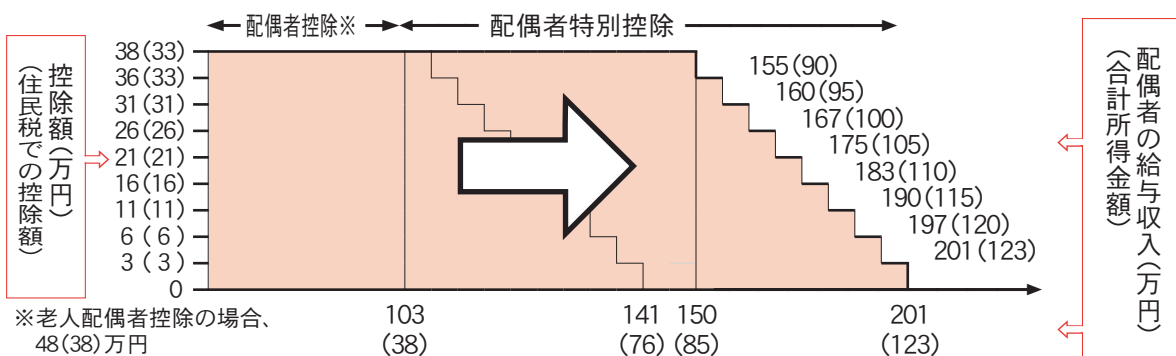 配偶者控除※ 配偶者特別控除
控除額(万円)
(住民税での控除額)
38(33)
36(33)
31(31)
26(26)
21(21)
16(16)
11(11)
6(6)
3(3)
0
155(90)
160(95)
167(100)
175(105)
183(110)
190(115)
197(120)
201(123)
配偶者の給与収入(万円)
(合計所得金額)
103 141 150 201
(38) (76) (85) (123)
※老人配偶者控除の場合、
48(38)万円